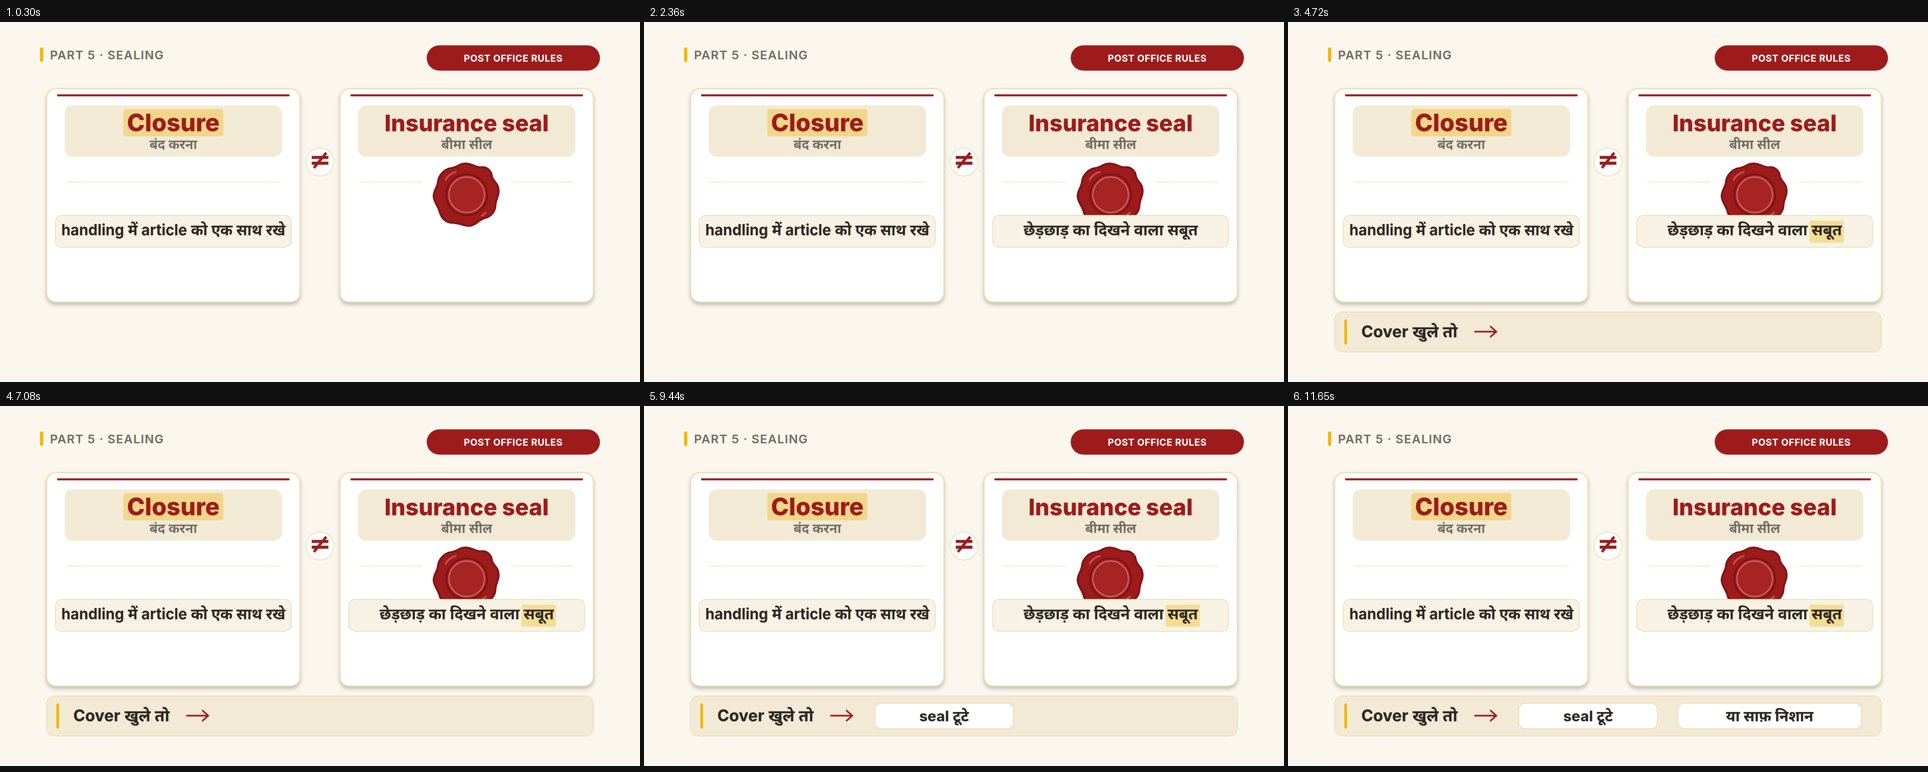 1. 0.30s
PART 5 · SEALING
POST OFFICE RULES
Closure
बंद करना
≠
Insurance seal
बीमा सील
handling में article को एक साथ रखे
2. 2.36s
PART 5 · SEALING
POST OFFICE RULES
Closure
बंद करना
≠
Insurance seal
बीमा सील
handling में article को एक साथ रखे
छेड़छाड़ का दिखने वाला सबूत
3. 4.72s
PART 5 · SEALING
POST OFFICE RULES
Closure
बंद करना
≠
Insurance seal
बीमा सील
handling में article को एक साथ रखे
छेड़छाड़ का दिखने वाला सबूत
Cover खुले तो →
4. 7.08s
PART 5 · SEALING
POST OFFICE RULES
Closure
बंद करना
≠
Insurance seal
बीमा सील
handling में article को एक साथ रखे
छेड़छाड़ का दिखने वाला सबूत
Cover खुले तो →
5. 9.44s
PART 5 · SEALING
POST OFFICE RULES
Closure
बंद करना
≠
Insurance seal
बीमा सील
handling में article को एक साथ रखे
छेड़छाड़ का दिखने वाला सबूत
Cover खुले तो → seal टूटे
6. 11.65s
PART 5 · SEALING
POST OFFICE RULES
Closure
बंद करना
≠
Insurance seal
बीमा सील
handling में article को एक साथ रखे
छेड़छाड़ का दिखने वाला सबूत
Cover खुले तो → seal टूटे या साफ़ निशान